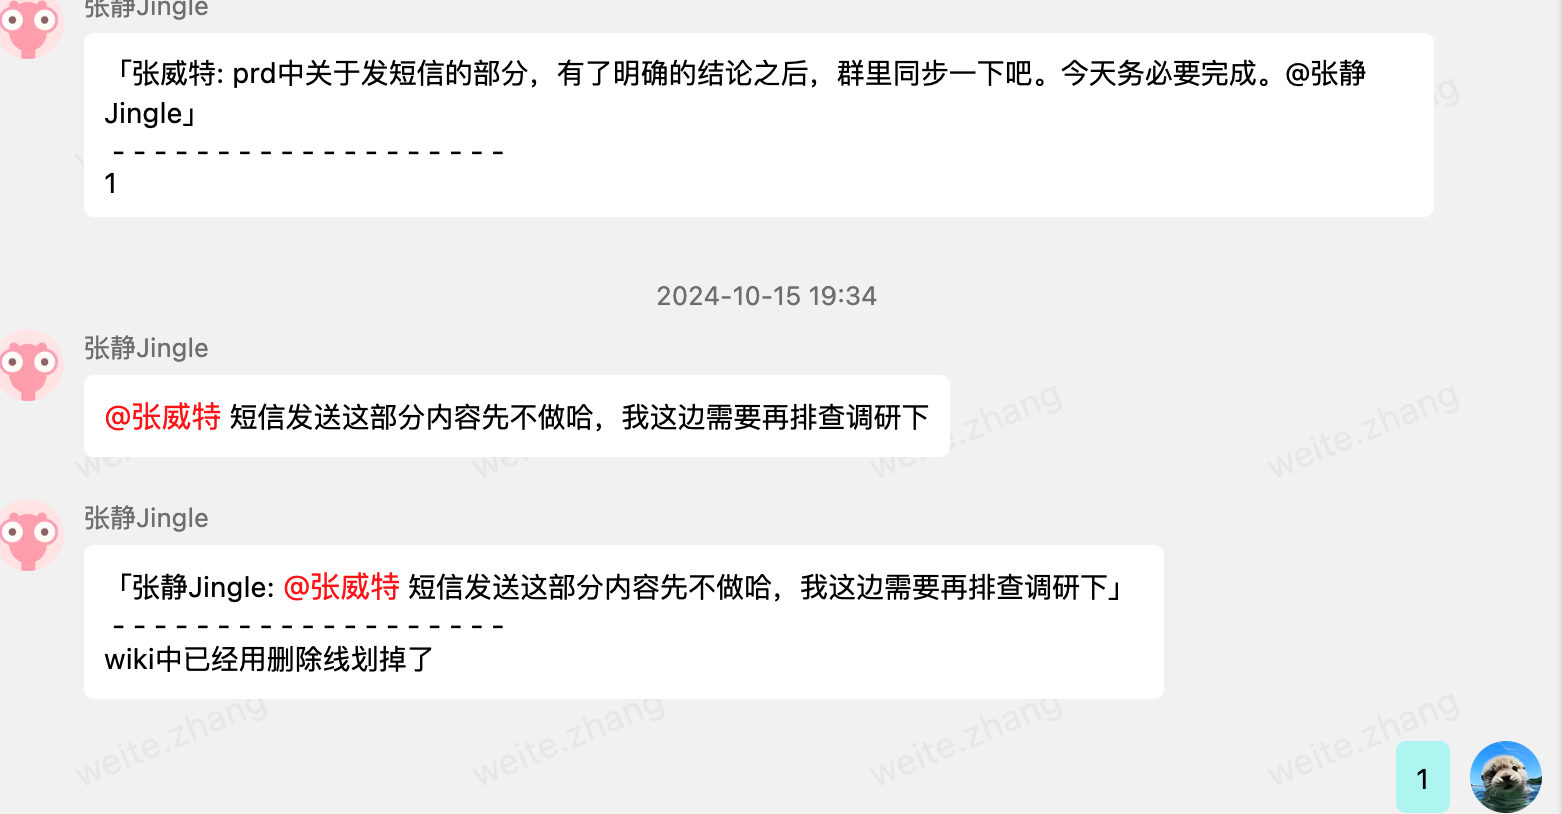 张静Jingle
「张威特: prd中关于发短信的部分，有了明确的结论之后，群里同步一下吧。今天务必要完成。@张静
Jingle」
- - - - - - - - - - - - - - - - - - -
1
2024-10-15 19:34
张静Jingle
@张威特 短信发送这部分内容先不做哈，我这边需要再排查调研下
张静Jingle
「张静Jingle: @张威特 短信发送这部分内容先不做哈，我这边需要再排查调研下」
- - - - - - - - - - - - - - - - - - -
wiki中已经用删除线划掉了
1
weite.zhang
weite.zhang
weite.zhang
weite.zhang
weite.zhang